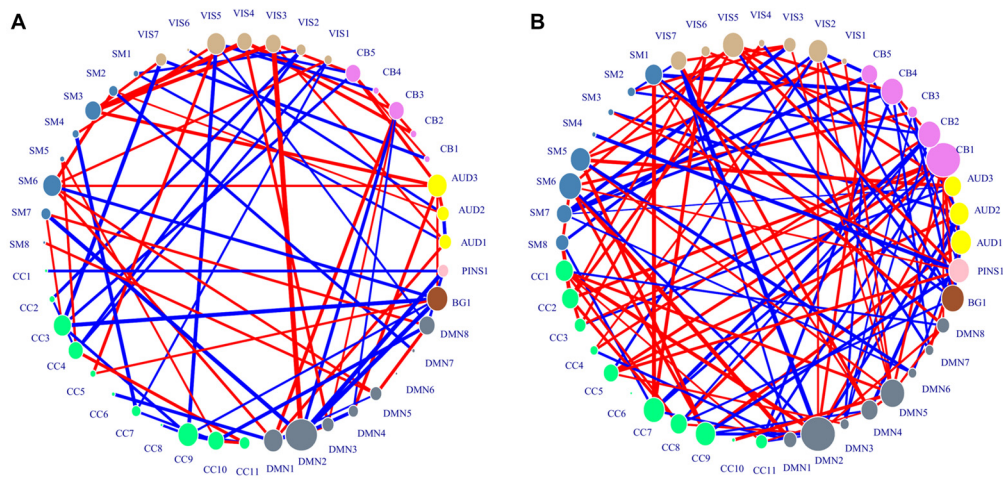 A
VIS5
VIS4
VIS3
VIS6
VIS2
VIS7
VIS1
SM1
CB5
SM2
CB4
SM3
CB3
SM4
CB2
SM5
CB1
SM6
AUD3
SM7
AUD2
SM8
AUD1
CC1
PINS1
CC2
BG1
CC3
DMN8
CC4
DMN7
CC5
DMN6
CC6
DMN5
CC8
DMN4
CC9
DMN3
CC10
DMN2
CC11
DMN1
B
VIS5
VIS4
VIS3
VIS6
VIS2
VIS7
VIS1
SM1
CB5
SM2
CB4
SM3
CB3
SM4
CB2
SM5
CB1
SM6
AUD3
SM7
AUD2
SM8
AUD1
CC1
PINS1
CC2
BG1
CC3
DMN8
CC4
DMN7
CC5
DMN6
CC6
DMN5
CC7
DMN4
CC8
DMN3
CC9
DMN2
CC10
DMN1
CC11